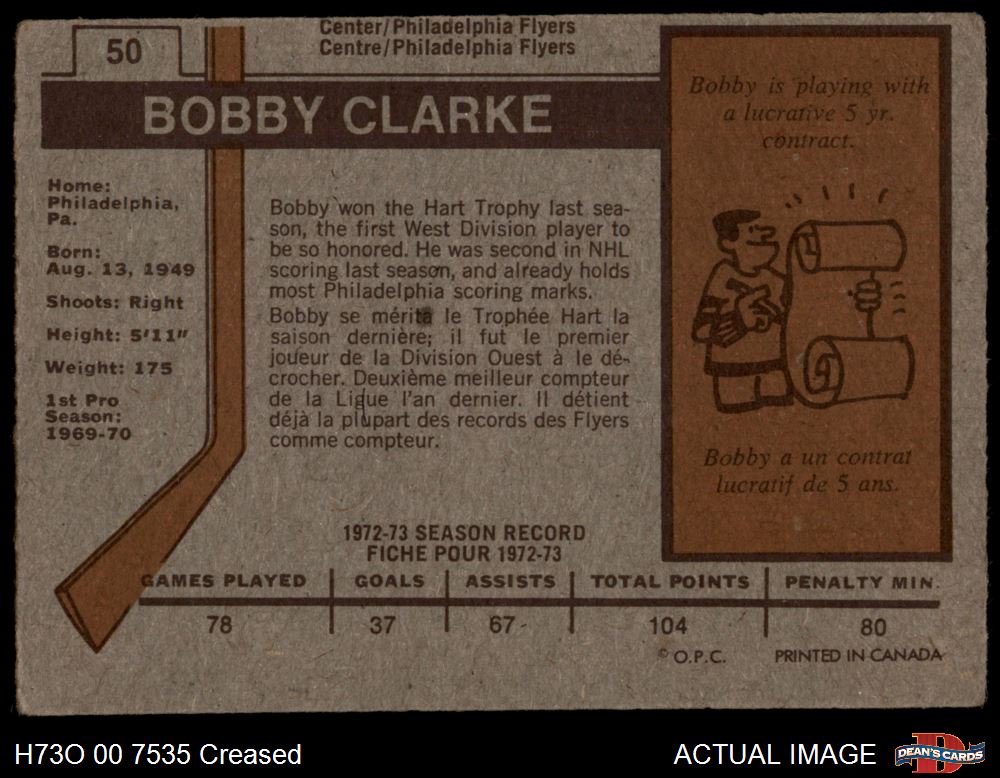 Center/Philadelphia Flyers
Centre/Philadelphia Flyers
50
BOBBY CLARKE
Home:
Philadelphia,
Pa.
Born:
Aug. 13, 1949
Shoots: Right
Height: 5'11"
Weight: 175
1st Pro
Season:
1969-70
Bobby won the Hart Trophy last sea-
son, the first West Division player to
be so honored. He was second in NHL
scoring last season, and already holds
most Philadelphia scoring marks.
Bobby se mérita le Trophée Hart la
saison dernière; il fut le premier
joueur de la Division Ouest à le dé-
crocher. Deuxième meilleur compteur
de la Ligue l'an dernier. Il détient
déjà la plupart des records des Flyers
comme compteur.
Bobby is playing with
a lucrative 5 yr.
contract.
Bobby a un contrat
lucratif de 5 ans.
1972-73 SEASON RECORD
FICHE POUR 1972-73
GAMES PLAYED GOALS ASSISTS TOTAL POINTS PENALTY MIN.
78 37 67 104 80
© O.P.C. PRINTED IN CANADA
H73O 00 7535 Creased
ACTUAL IMAGE
D
DEAN'S CARDS